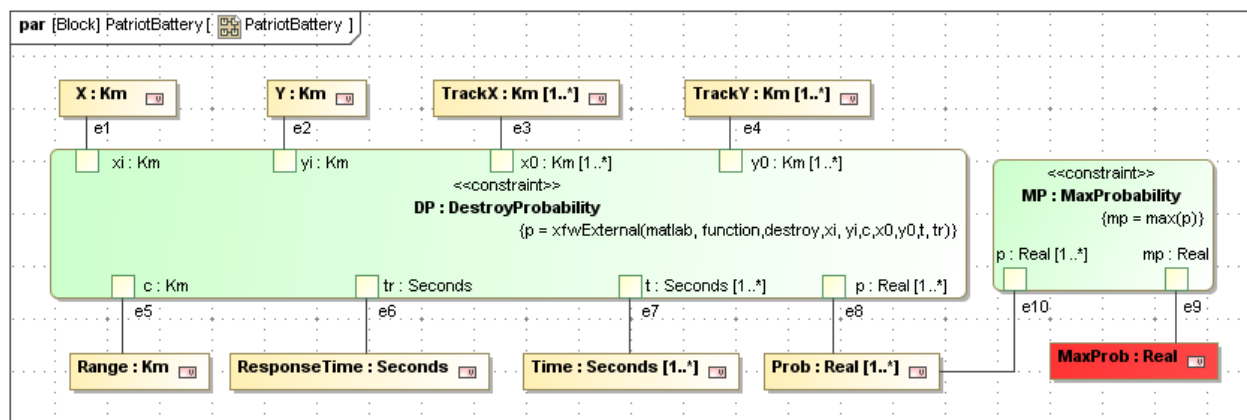 par [Block] PatriotBattery [ PatriotBattery ]
X : Km
Y : Km
TrackX : Km [1..*]
TrackY : Km [1..*]
e1
e2
e3
e4
xi : Km
yi : Km
x0 : Km [1..*]
y0 : Km [1..*]
<<constraint>>
DP : DestroyProbability
{p = xfwExternal(matlab, function,destroy,xi, yi,c,x0,y0,t, tr)}
c : Km
tr : Seconds
t : Seconds [1..*]
p : Real [1..*]
<<constraint>>
MP : MaxProbability
{mp = max(p)}
p : Real [1..*]
mp : Real
e5
e6
e7
e8
e10
e9
Range : Km
ResponseTime : Seconds
Time : Seconds [1..*]
Prob : Real [1..*]
MaxProb : Real